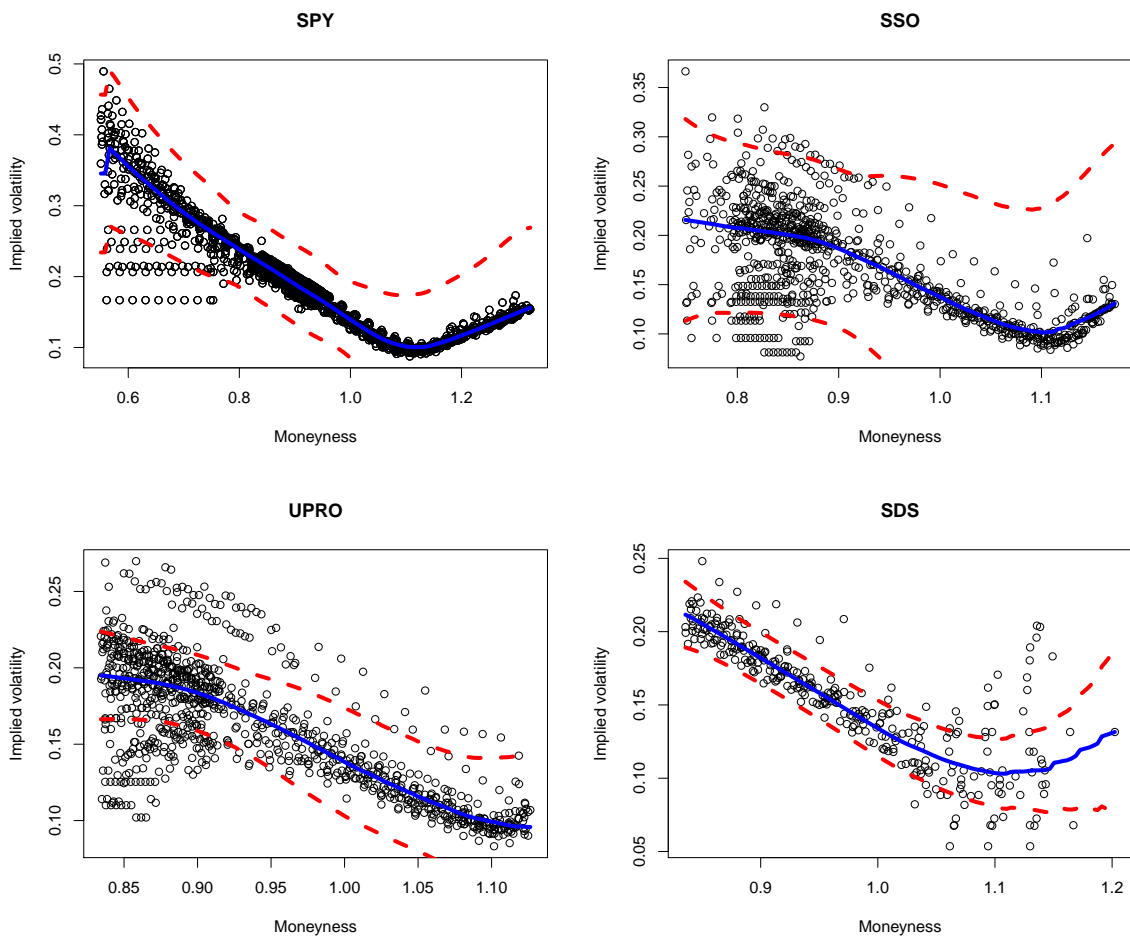 SPY
Implied volatility
0.5
0.4
0.3
0.2
0.1
0.6 0.8 1.0 1.2
Moneyness
SSO
Implied volatility
0.35
0.30
0.25
0.20
0.15
0.10
0.8 0.9 1.0 1.1
Moneyness
UPRO
Implied volatility
0.25
0.20
0.15
0.10
0.85 0.90 0.95 1.00 1.05 1.10
Moneyness
SDS
Implied volatility
0.25
0.20
0.15
0.10
0.05
0.9 1.0 1.1 1.2
Moneyness